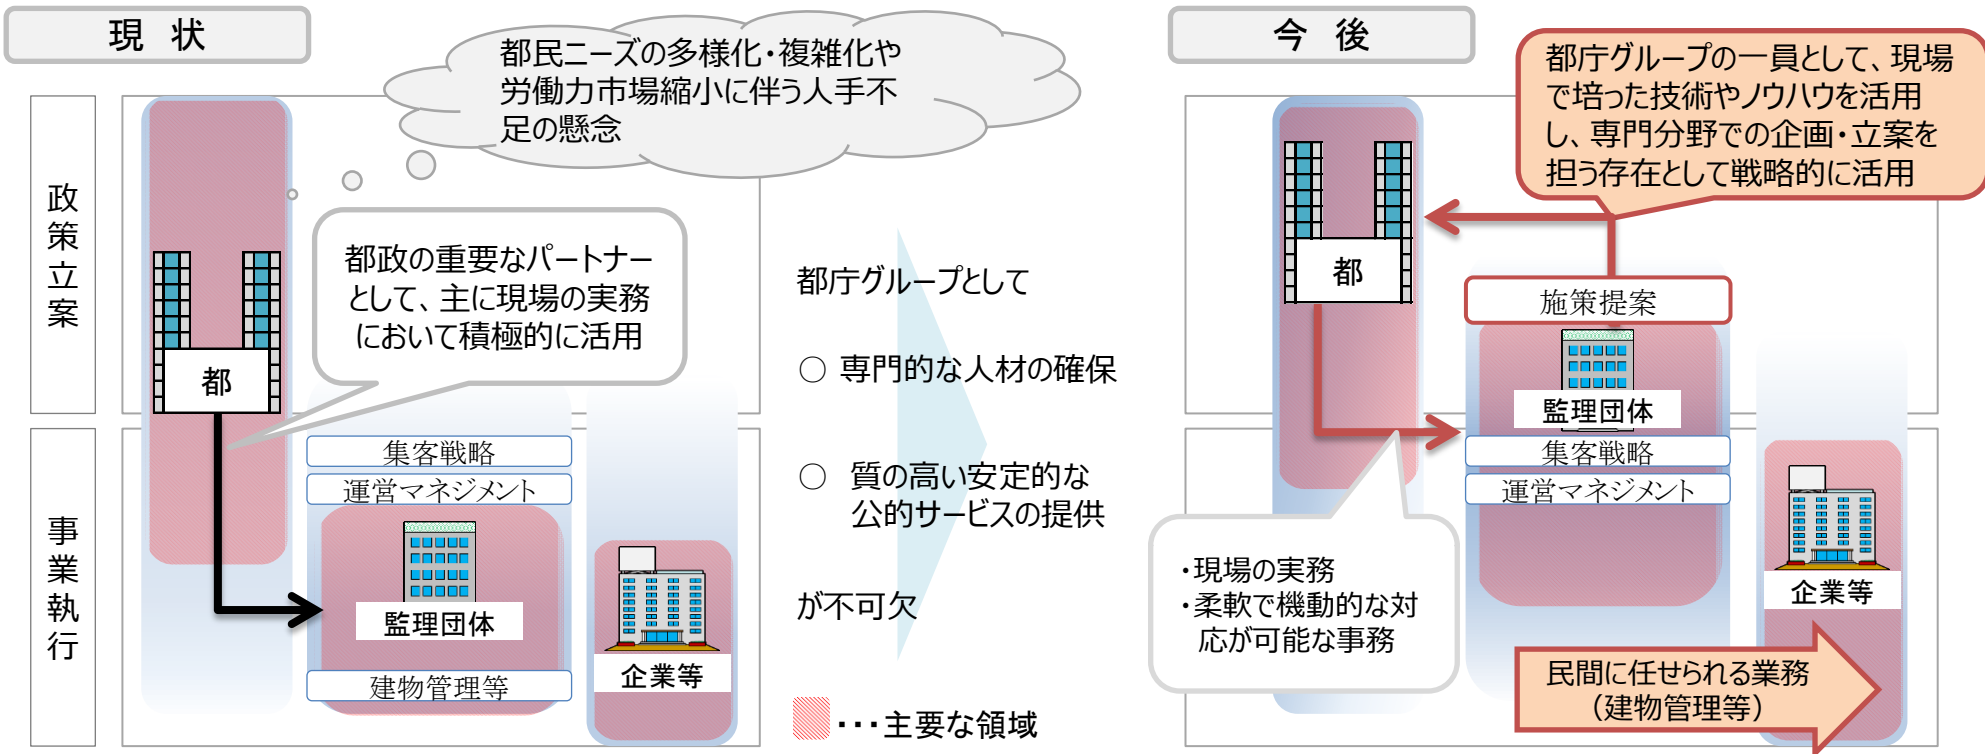 現 状
都民ニーズの多様化・複雑化や
労働力市場縮小に伴う人手不
足の懸念
政策立案
都政の重要なパートナー
として、主に現場の実務
において積極的に活用
都
事業執行
集客戦略
運営マネジメント
監理団体
建物管理等
企業等
都庁グループとして
○ 専門的な人材の確保
○ 質の高い安定的な
公的サービスの提供
が不可欠
・・・主要な領域
今 後
都庁グループの一員として、現場
で培った技術やノウハウを活用
し、専門分野での企画・立案を
担う存在として戦略的に活用
都
施策提案
監理団体
集客戦略
運営マネジメント
・現場の実務
・柔軟で機動的な対
応が可能な事務
企業等
民間に任せられる業務
（建物管理等）